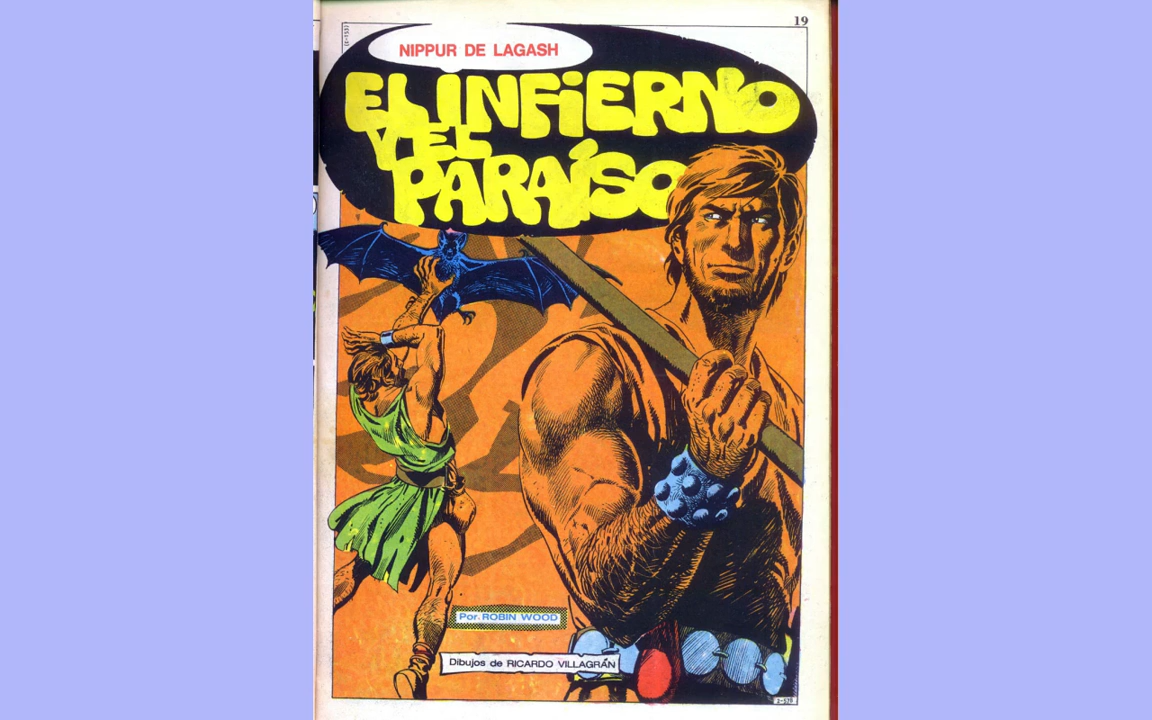 19
NIPPUR DE LAGASH
EL INFIERNO
Y EL
PARAÍSO
Por: ROBIN WOOD
Dibujos de RICARDO VILLAGRÁN